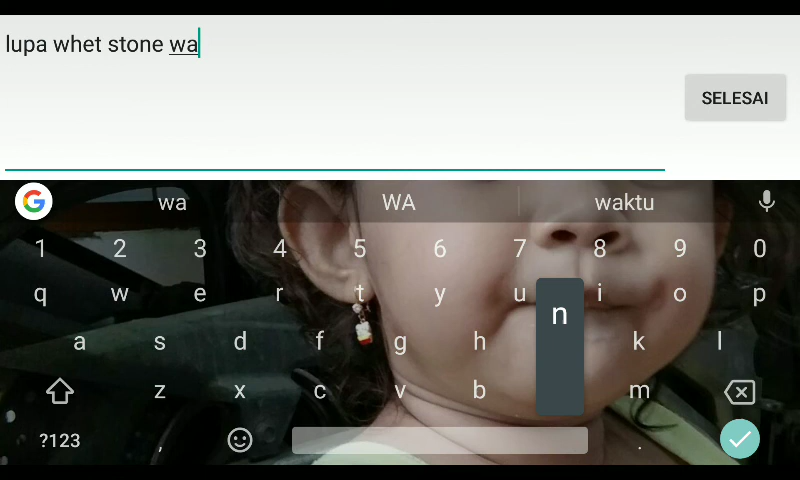 lupa whet stone wa
SELESAI
G wa WA waktu
1 2 3 4 5 6 7 8 9 0
q w e r t y u i o p
n
a s d f g h k l
z x c v b m
?123 , .